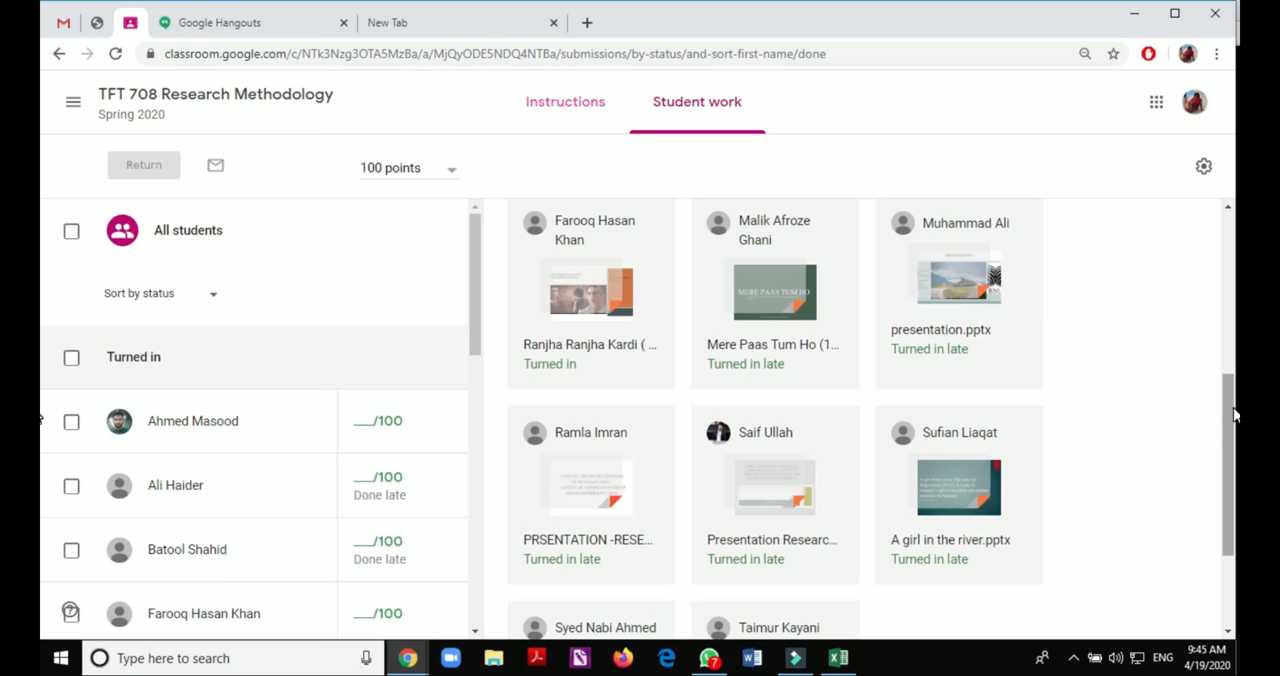 Google Hangouts
New Tab
classroom.google.com/c/NTk3Nzg3OTA5MzBa/a/MjQyODE5NDQ4NTBa/submissions/by-status/and-sort-first-name/done
TFT 708 Research Methodology
Spring 2020
Instructions
Student work
Return
100 points
All students
Sort by status
Turned in
Ahmed Masood
__/100
Ali Haider
__/100
Done late
Batool Shahid
__/100
Done late
Farooq Hasan Khan
__/100
Farooq Hasan
Khan
Ranjha Ranjha Kardi ( ...
Turned in
Malik Afroze
Ghani
MERE PAAS TUM HO
Mere Paas Tum Ho (1...
Turned in late
Muhammad Ali
presentation.pptx
Turned in late
Ramla Imran
PRSENTATION -RESE...
Turned in late
Saif Ullah
Presentation Researc...
Turned in late
Sufian Liaqat
A girl in the river.pptx
Turned in late
Syed Nabi Ahmed
Taimur Kayani
Type here to search
7
ENG
9:45 AM
4/19/2020